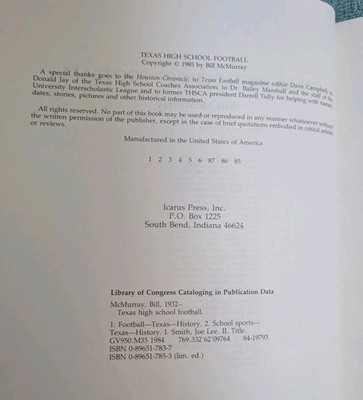 TEXAS HIGH SCHOOL FOOTBALL
Copyright © 1985 by Bill McMurray
A special thanks goes to the Houston Chronicle, to Texas Football magazine editor Dave Campbell, to
Donald Jay of the Texas High School Coaches Association, to Dr. Bailey Marshall and the staff of the
University Interscholastic League and to former THSCA president Darrell Tully for helping with names,
dates, stories, pictures and other historical information.
All rights reserved. No part of this book may be used or reproduced in any manner whatsoever without
the written permission of the publisher, except in the case of brief quotations embodied in critical articles
or reviews.
Manufactured in the United States of America
1 2 3 4 5 6 87 86 85
Icarus Press, Inc.
P.O. Box 1225
South Bend, Indiana 46624
Library of Congress Cataloging in Publication Data
McMurray, Bill, 1932–
Texas high school football.
1. Football—Texas—History. 2. School sports—
Texas—History. I. Smith, Joe Lee. II. Title.
GV950.M35 1984 769.332'62'09764 84-19793
ISBN 0-89651-783-7
ISBN 0-89651-785-3 (lim. ed.)